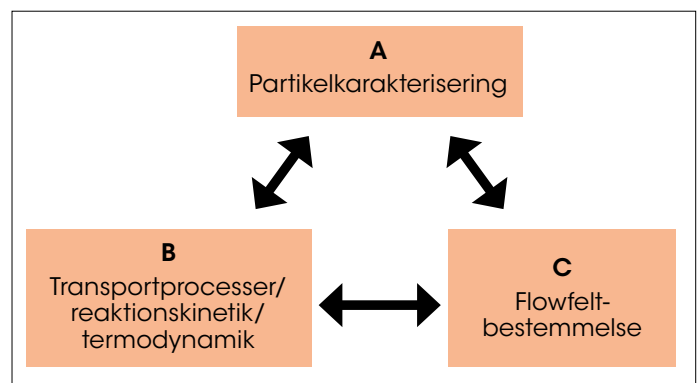 A
Partikelkarakterisering
B
Transportprocesser/
reaktionskinetik/
termodynamik
C
Flowfelt-
bestemmelse